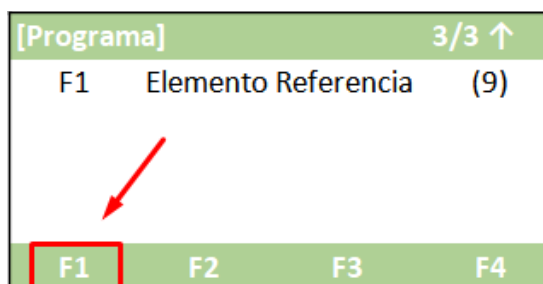 [Programa] 3/3 ↑
F1 Elemento Referencia (9)
F1 F2 F3 F4